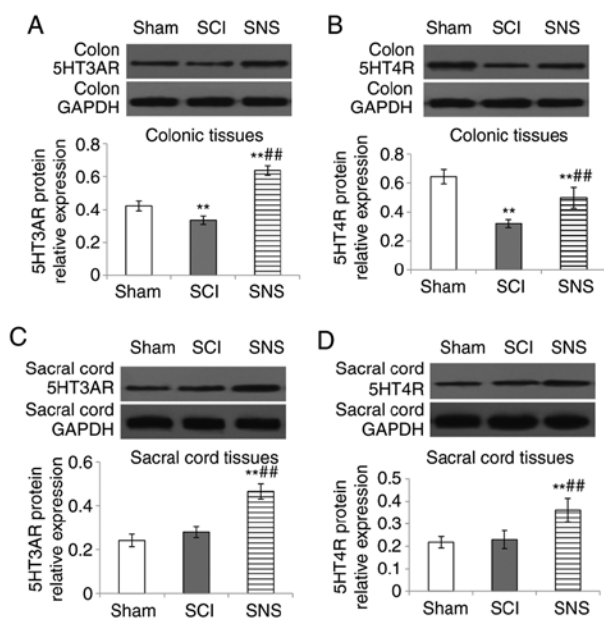 A
Sham SCI SNS
Colon
5HT3AR
Colon
GAPDH
Colonic tissues
5HT3AR protein
relative expression
0.8
0.6
0.4
0.2
0
**
**##
Sham SCI SNS
B
Sham SCI SNS
Colon
5HT4R
Colon
GAPDH
Colonic tissues
5HT4R protein
relative expression
0.8
0.6
0.4
0.2
0
**
**##
Sham SCI SNS
C
Sham SCI SNS
Sacral cord
5HT3AR
Sacral cord
GAPDH
Sacral cord tissues
5HT3AR protein
relative expression
0.6
0.4
0.2
0
**##
Sham SCI SNS
D
Sham SCI SNS
Sacral cord
5HT4R
Sacral cord
GAPDH
Sacral cord tissues
5HT4R protein
relative expression
0.5
0.4
0.3
0.2
0.1
0
**##
Sham SCI SNS